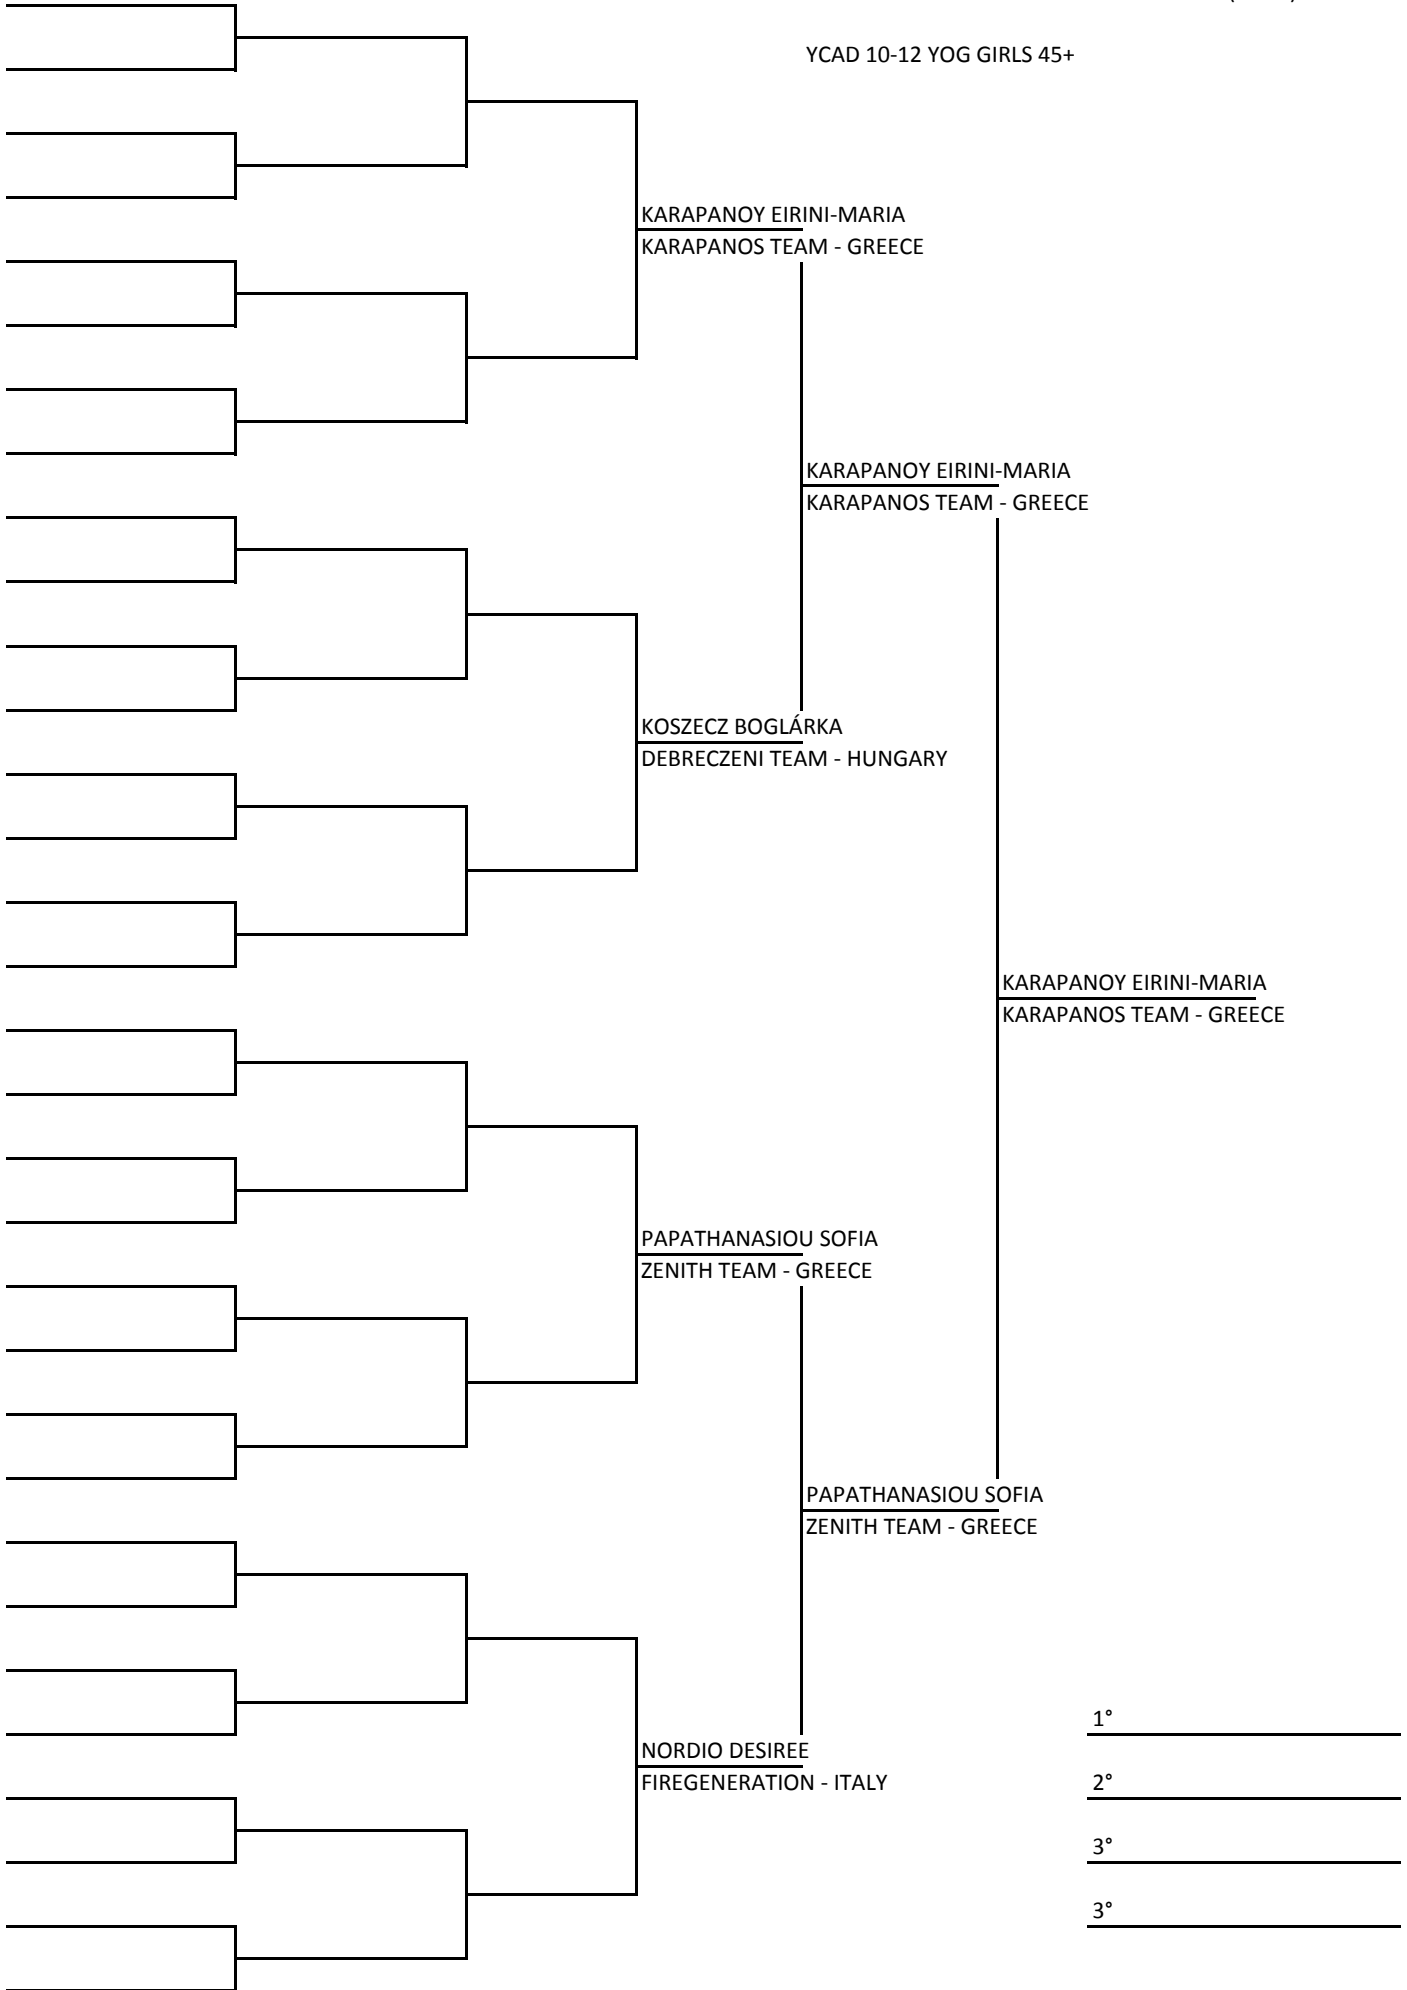 YCAD 10-12 YOG GIRLS 45+
KARAPANOY EIRINI-MARIA
KARAPANOS TEAM - GREECE
KARAPANOY EIRINI-MARIA
KARAPANOS TEAM - GREECE
KOSZECZ BOGLÁRKA
DEBRECZENI TEAM - HUNGARY
KARAPANOY EIRINI-MARIA
KARAPANOS TEAM - GREECE
PAPATHANASIOU SOFIA
ZENITH TEAM - GREECE
PAPATHANASIOU SOFIA
ZENITH TEAM - GREECE
1°
NORDIO DESIREE
FIREGENERATION - ITALY
2°
3°
3°